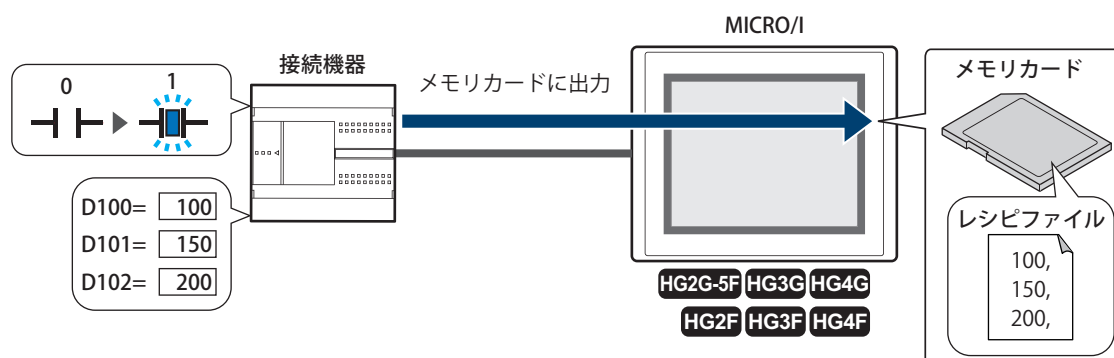 MICRO/I
接続機器
メモリカードに出力
メモリカード
0
1
D100= 100
D101= 150
D102= 200
レシピファイル
100,
150,
200,
HG2G-5F HG3G HG4G
HG2F HG3F HG4F